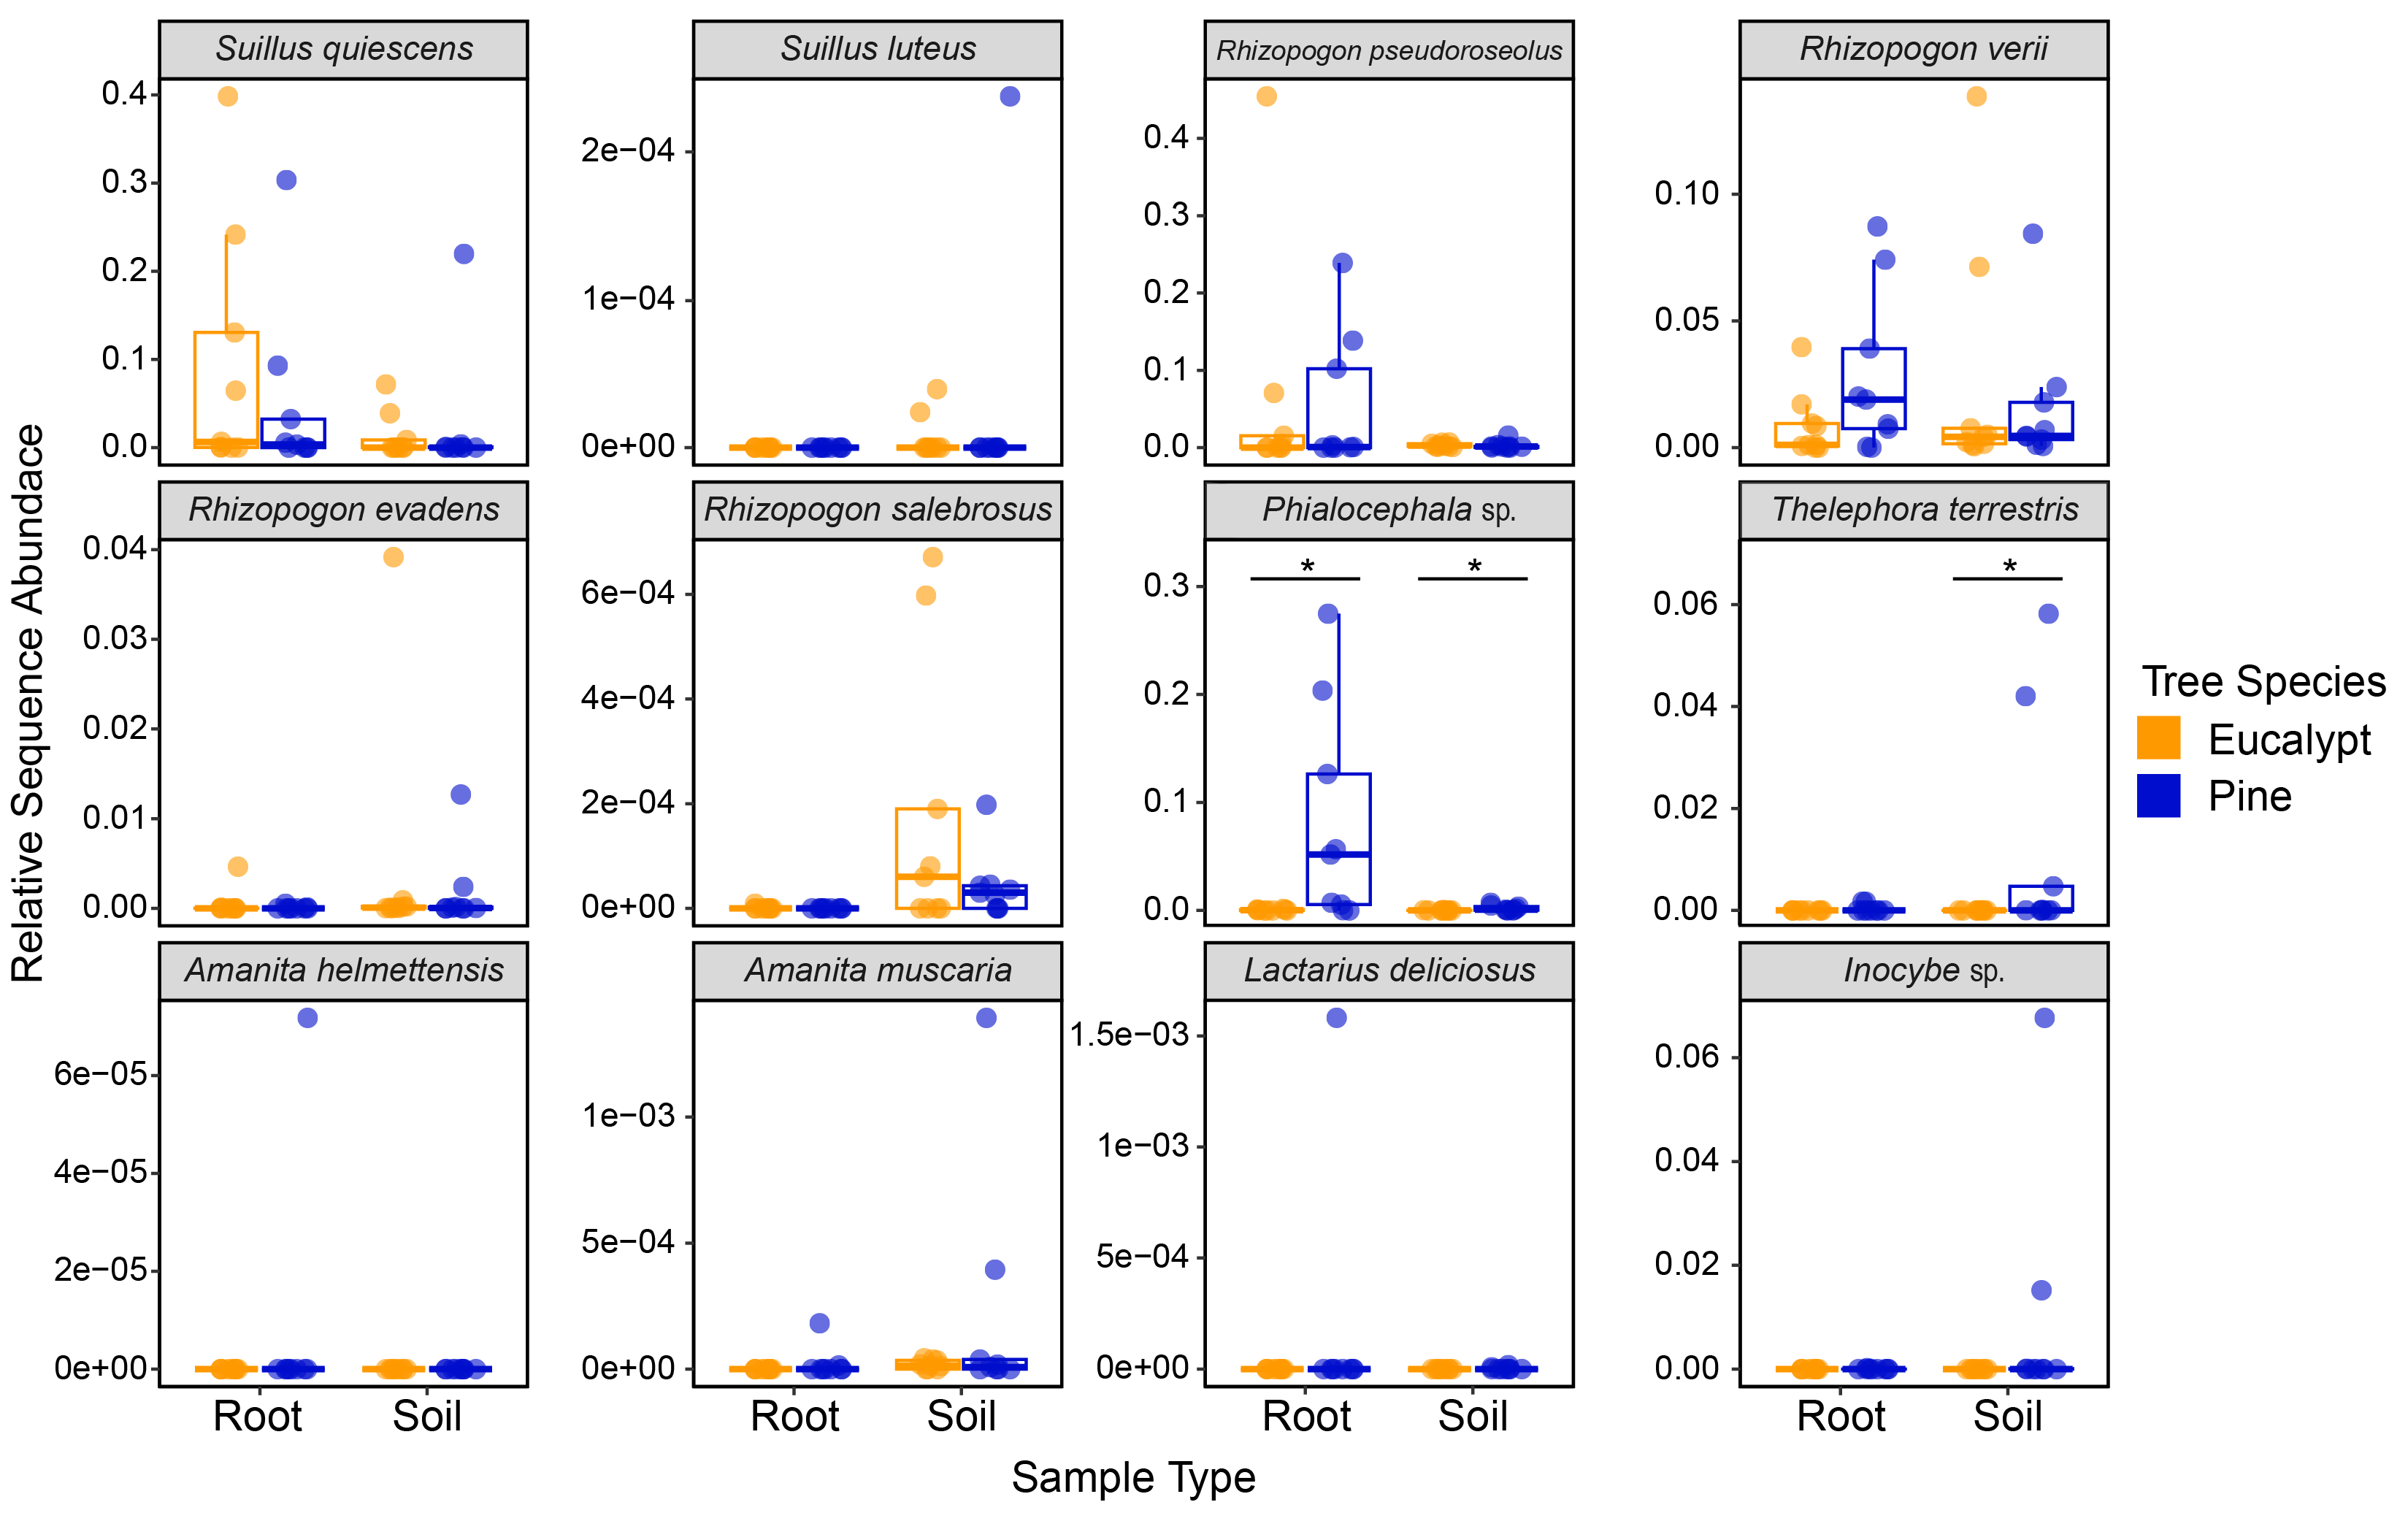 Suillus quiescens
Suillus luteus
Rhizopogon pseudoroseolus
Rhizopogon verii
0.4
0.3
0.2
0.1
0.0
2e−04
1e−04
0e+00
0.4
0.3
0.2
0.1
0.0
0.10
0.05
0.00
Rhizopogon evadens
Rhizopogon salebrosus
Phialocephala sp.
Thelephora terrestris
0.04
0.03
0.02
0.01
0.00
6e−04
4e−04
2e−04
0e+00
* *
0.3
0.2
0.1
0.0
*
0.06
0.04
0.02
0.00
Amanita helmettensis
Amanita muscaria
Lactarius deliciosus
Inocybe sp.
6e−05
4e−05
2e−05
0e+00
1e−03
5e−04
0e+00
1.5e−03
1e−03
5e−04
0e+00
0.06
0.04
0.02
0.00
Root Soil
Root Soil
Root Soil
Root Soil
Sample Type
Relative Sequence Abundace
Tree Species
Eucalypt
Pine